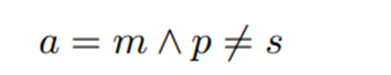 a = m ∧ p ≠ s